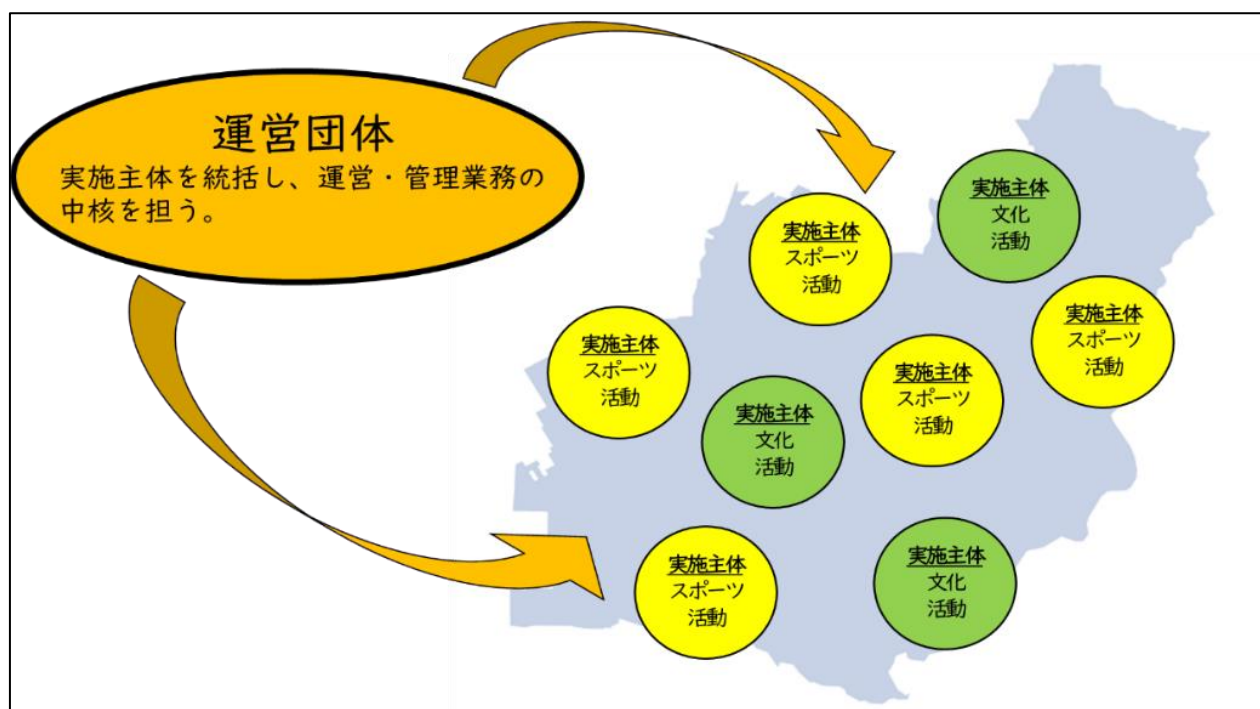 運営団体
実施主体を統括し、運営・管理業務の
中核を担う。
実施主体
文化
活動
実施主体
スポーツ
活動
実施主体
スポーツ
活動
実施主体
スポーツ
活動
実施主体
スポーツ
活動
実施主体
文化
活動
実施主体
スポーツ
活動
実施主体
文化
活動